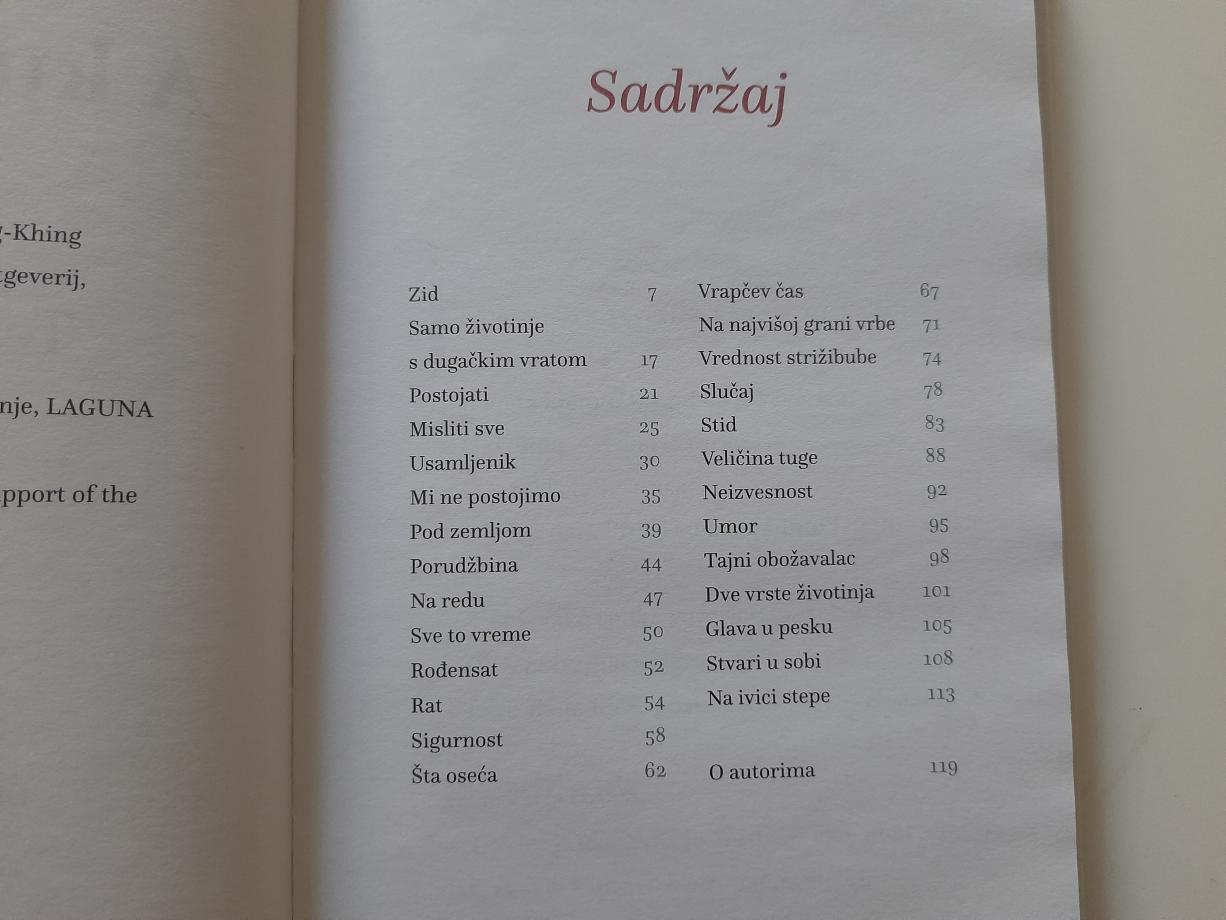 -Khing
tgeverij,
nje, LAGUNA
pport of the
Sadržaj
Zid 7
Samo životinje
s dugačkim vratom 17
Postojati 21
Misliti sve 25
Usamljenik 30
Mi ne postojimo 35
Pod zemljom 39
Porudžbina 44
Na redu 47
Sve to vreme 50
Rođensat 52
Rat 54
Sigurnost 58
Šta oseća 62
Vrapčev čas 67
Na najvišoj grani vrbe 71
Vrednost strižibube 74
Slučaj 78
Stid 83
Veličina tuge 88
Neizvesnost 92
Umor 95
Tajni obožavalac 98
Dve vrste životinja 101
Glava u pesku 105
Stvari u sobi 108
Na ivici stepe 113
O autorima 119